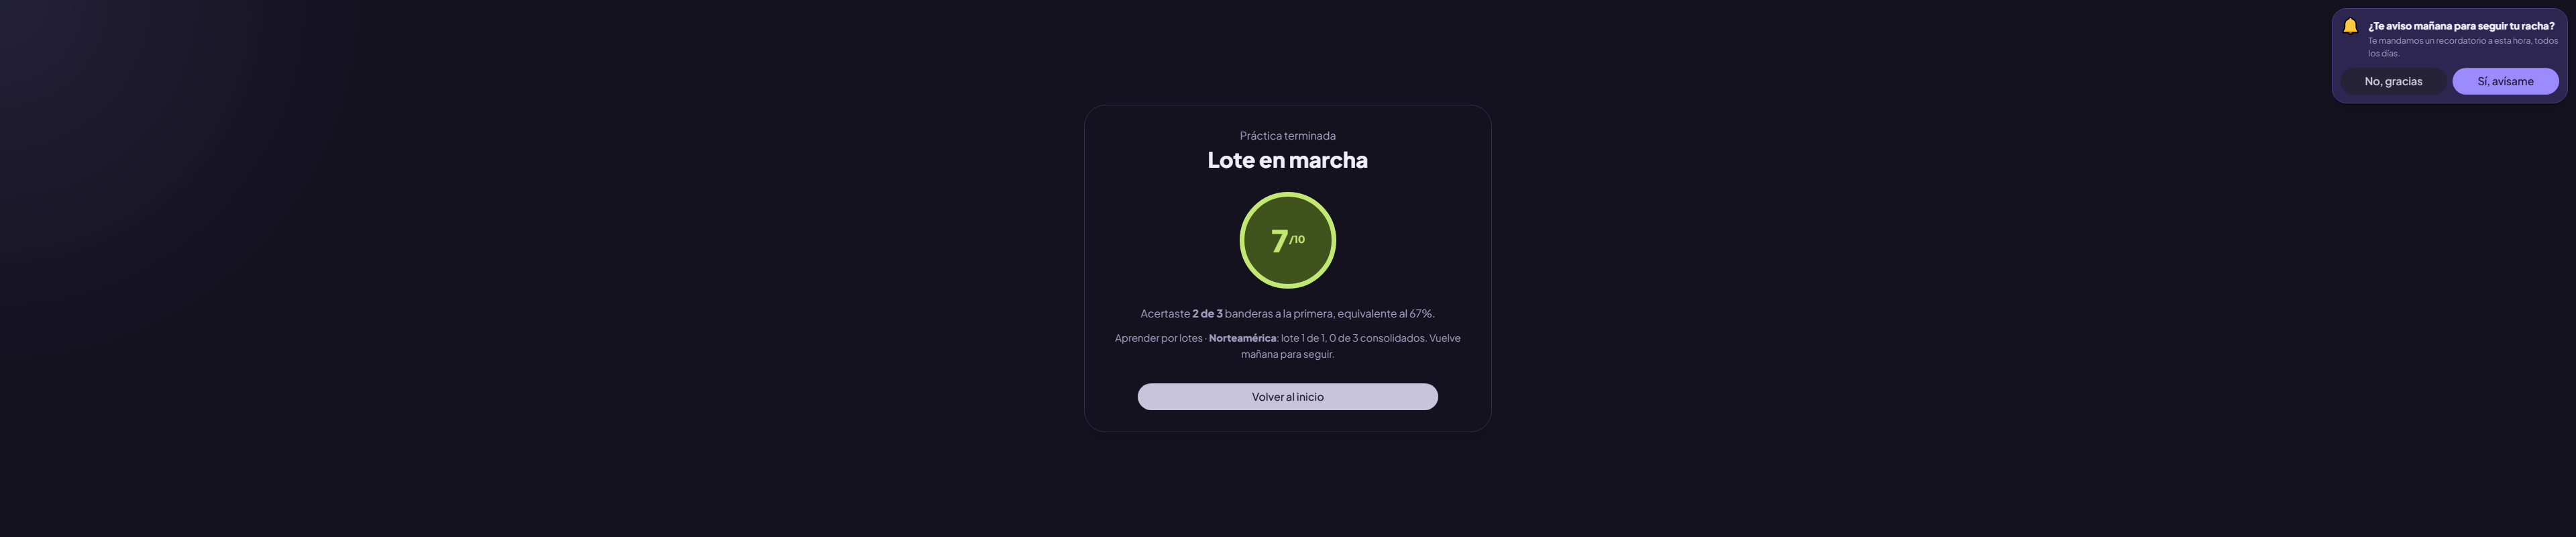 ¿Te aviso mañana para seguir tu racha?
Te mandamos un recordatorio a esta hora, todos
los días.
No, gracias
Sí, avísame
Práctica terminada
Lote en marcha
7/10
Acertaste 2 de 3 banderas a la primera, equivalente al 67%.
Aprender por lotes · Norteamérica: lote 1 de 1, 0 de 3 consolidados. Vuelve
mañana para seguir.
Volver al inicio